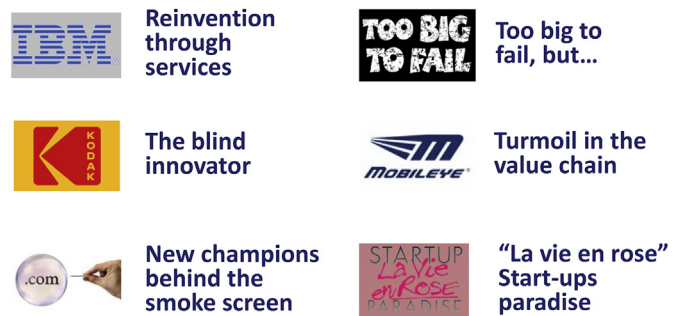 IBM®
Reinvention
through
services
TOO BIG
TO FAIL
Too big to
fail, but…
KODAK
The blind
innovator
MOBILEYE®
Turmoil in the
value chain
.com
New champions
behind the
smoke screen
STARTUP
La Vie
en Rose
PARADISE
“La vie en rose”
Start-ups
paradise